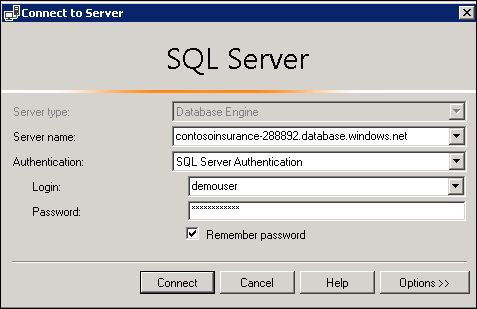 Connect to Server
SQL Server
Server type: Database Engine
Server name: contosoinsurance-288892.database.windows.net
Authentication: SQL Server Authentication
Login: demouser
Password: ************
Remember password
Connect Cancel Help Options >>